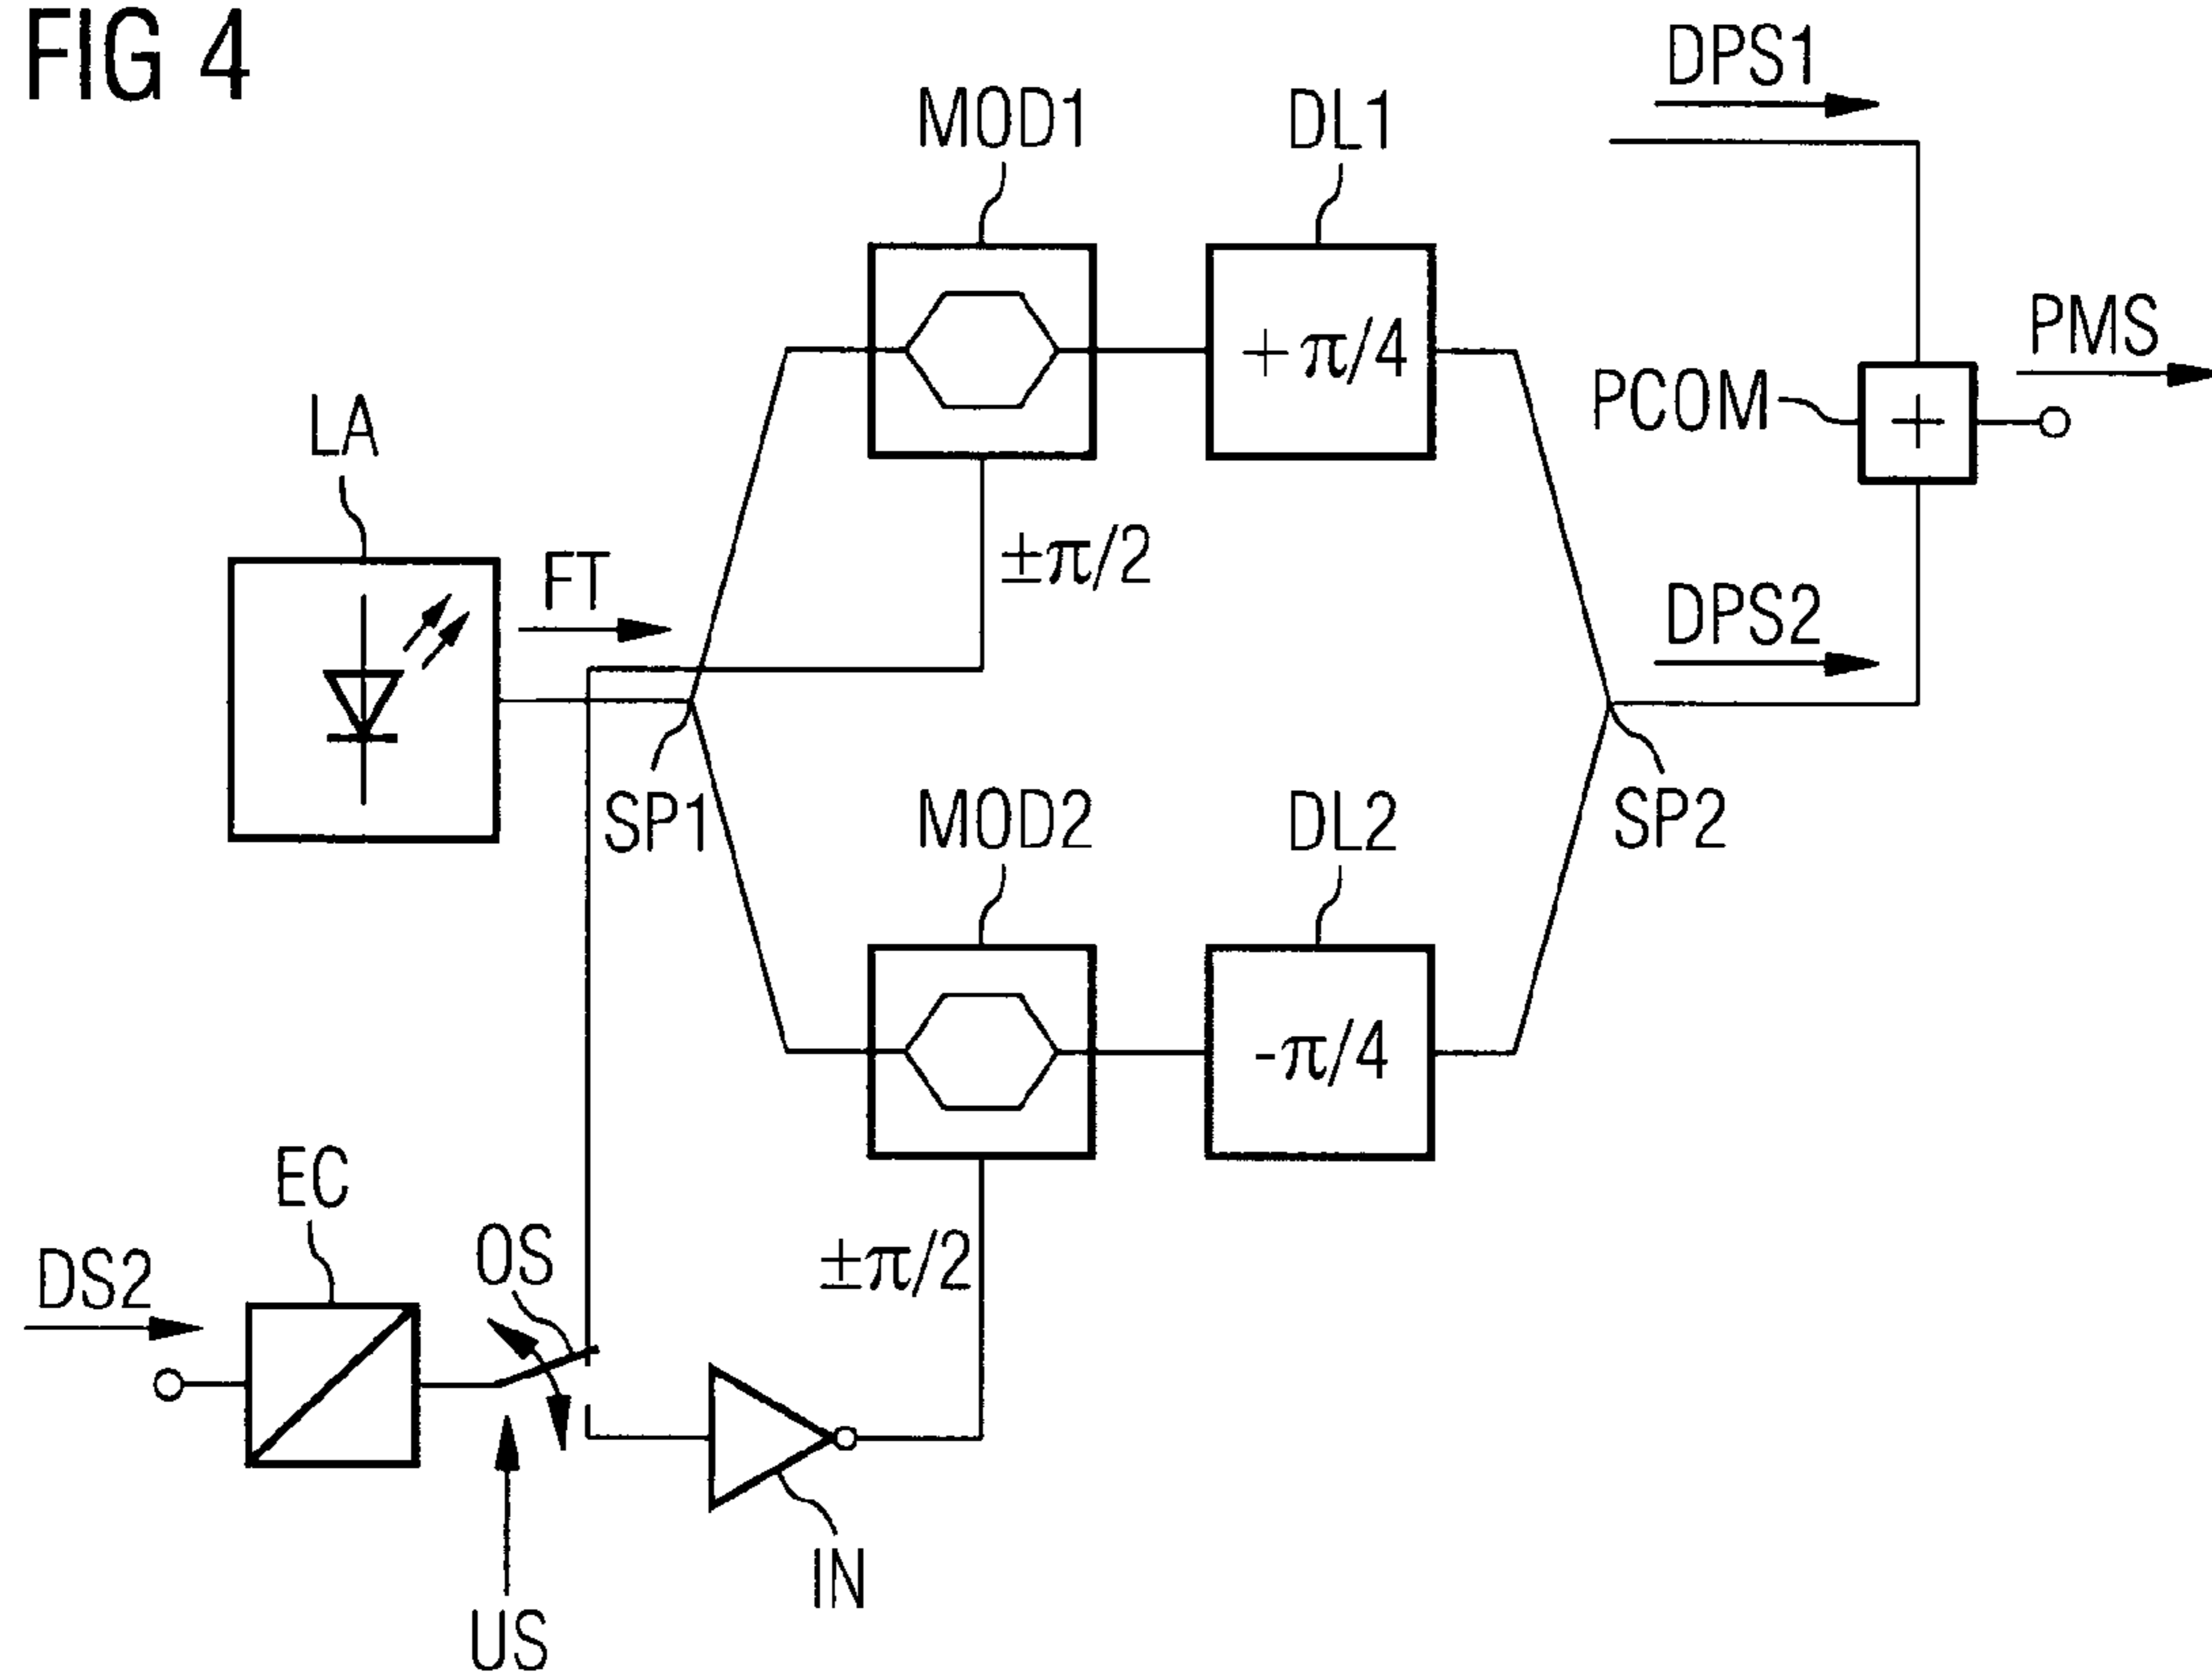 FIG 4
DPS1
MOD1
DL1
+ π/4
PMS
PCOM
+
LA
FT
±π/2
DPS2
SP1
MOD2
DL2
SP2
-π/4
EC
OS
DS2
±π/2
IN
US